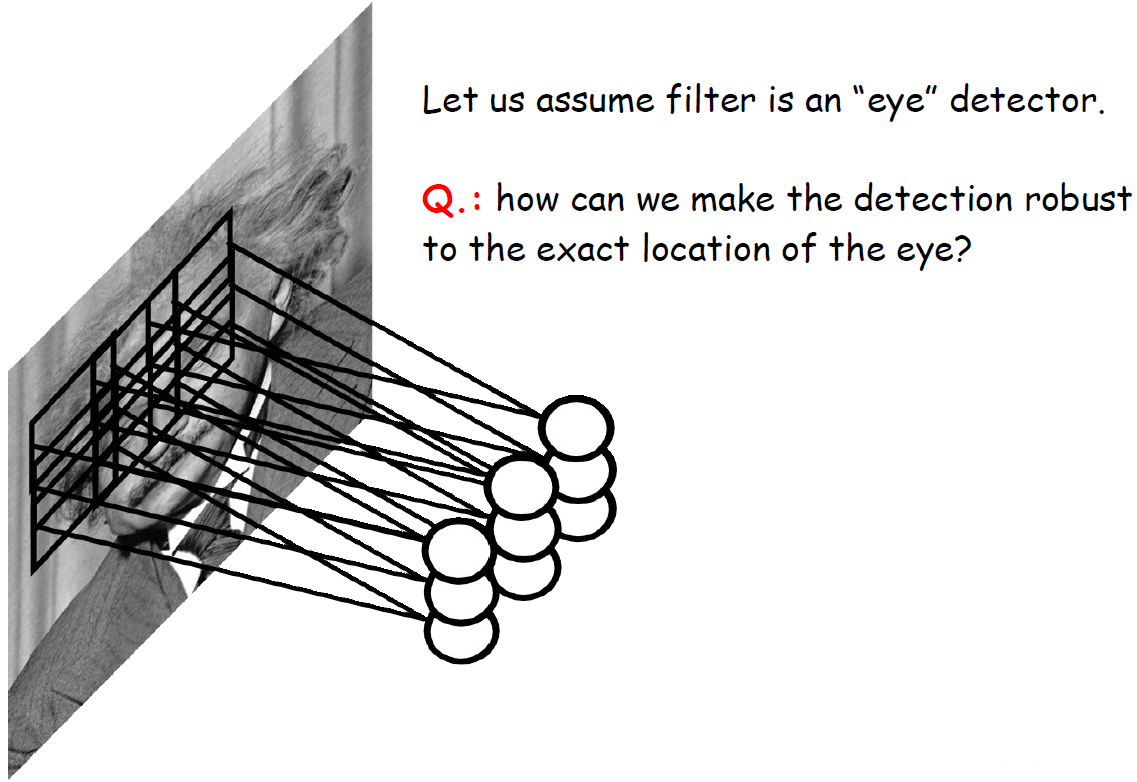 Let us assume filter is an “eye” detector.
Q.: how can we make the detection robust
to the exact location of the eye?